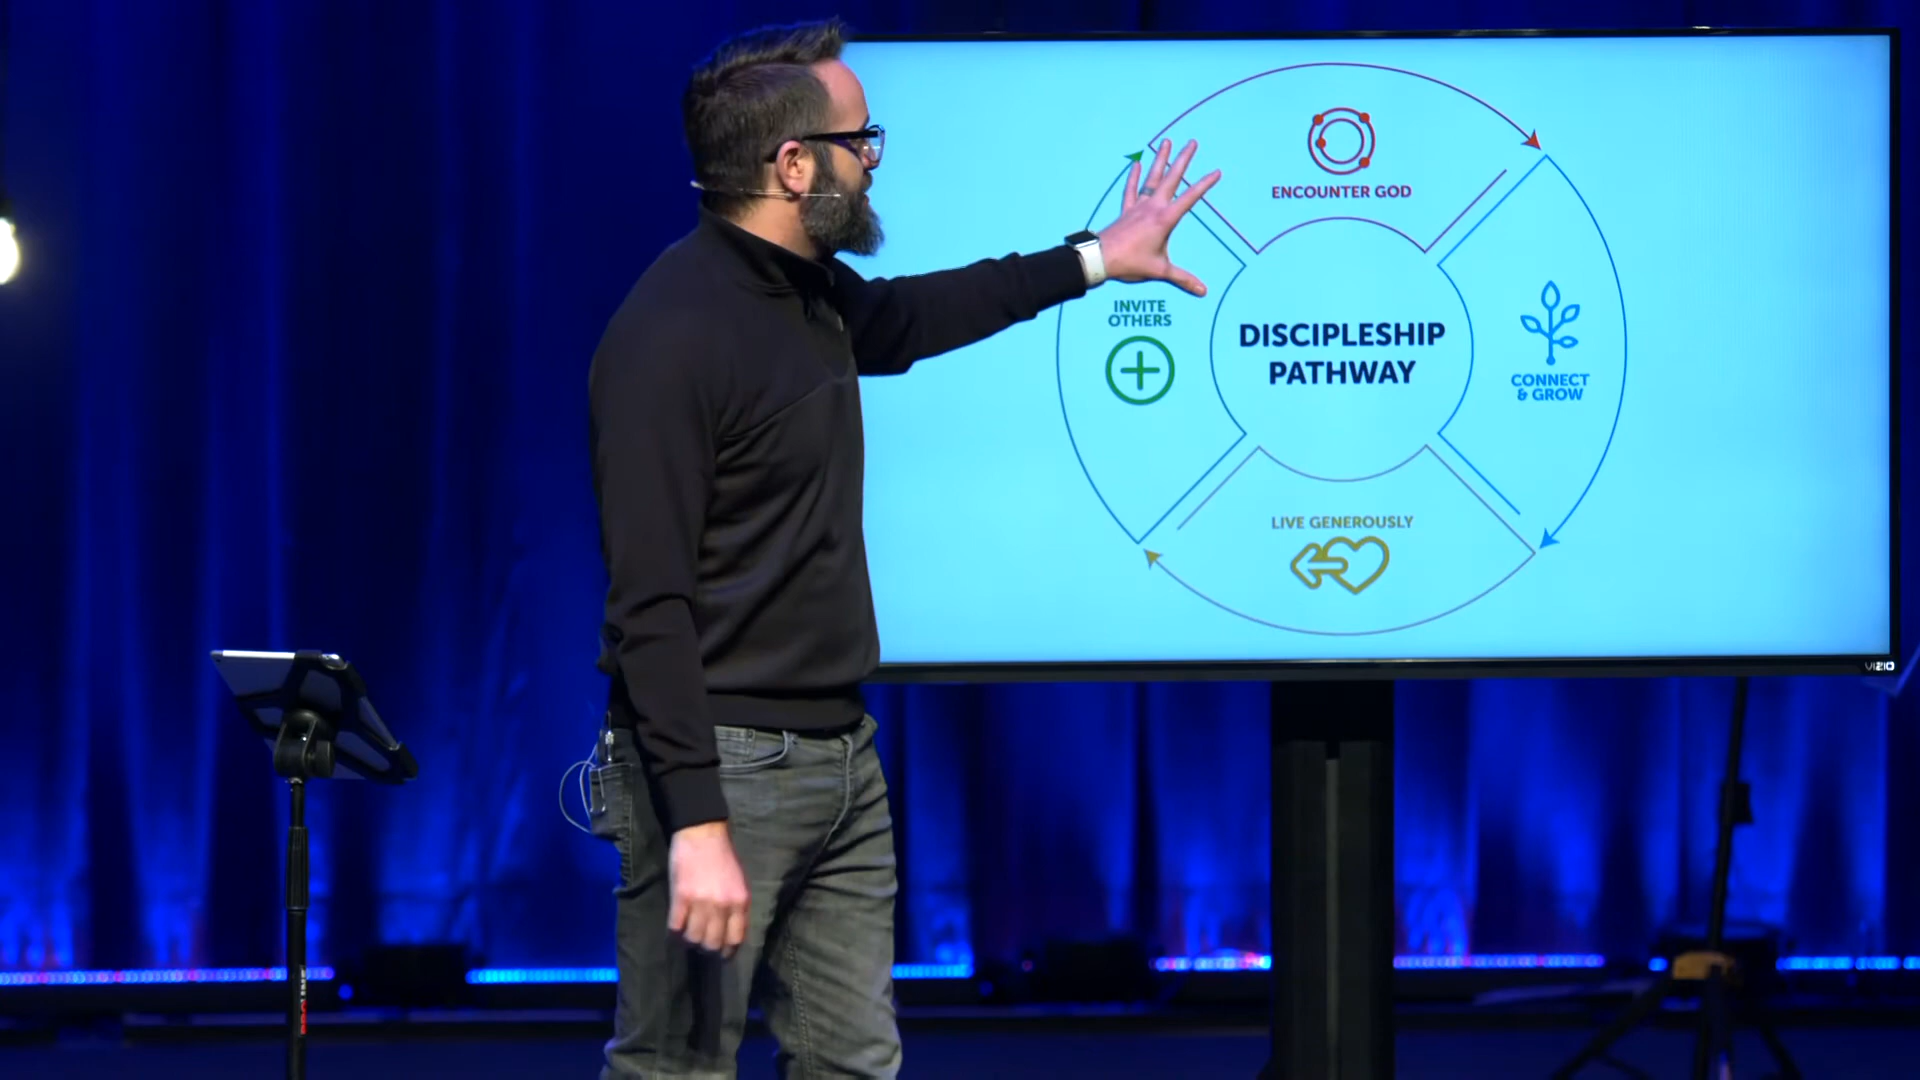 ENCOUNTER GOD
INVITE
OTHERS
DISCIPLESHIP
PATHWAY
CONNECT
& GROW
LIVE GENEROUSLY
VIZIO